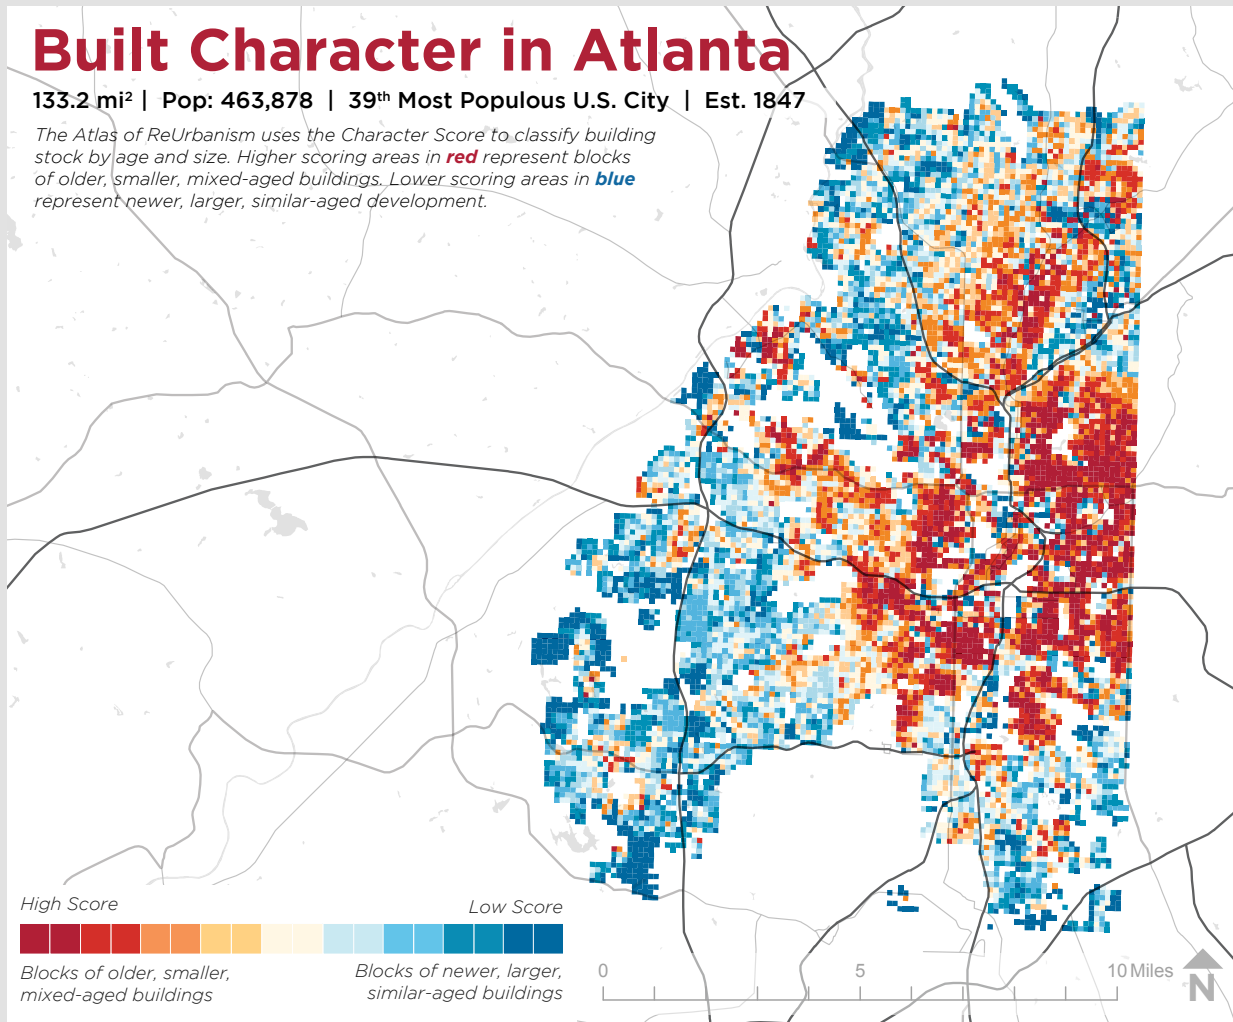 Built Character in Atlanta
133.2 mi² | Pop: 463,878 | 39th Most Populous U.S. City | Est. 1847
The Atlas of ReUrbanism uses the Character Score to classify building
stock by age and size. Higher scoring areas in red represent blocks
of older, smaller, mixed-aged buildings. Lower scoring areas in blue
represent newer, larger, similar-aged development.
High Score
Low Score
Blocks of older, smaller,
mixed-aged buildings
Blocks of newer, larger,
similar-aged buildings
0 5 10 Miles
N